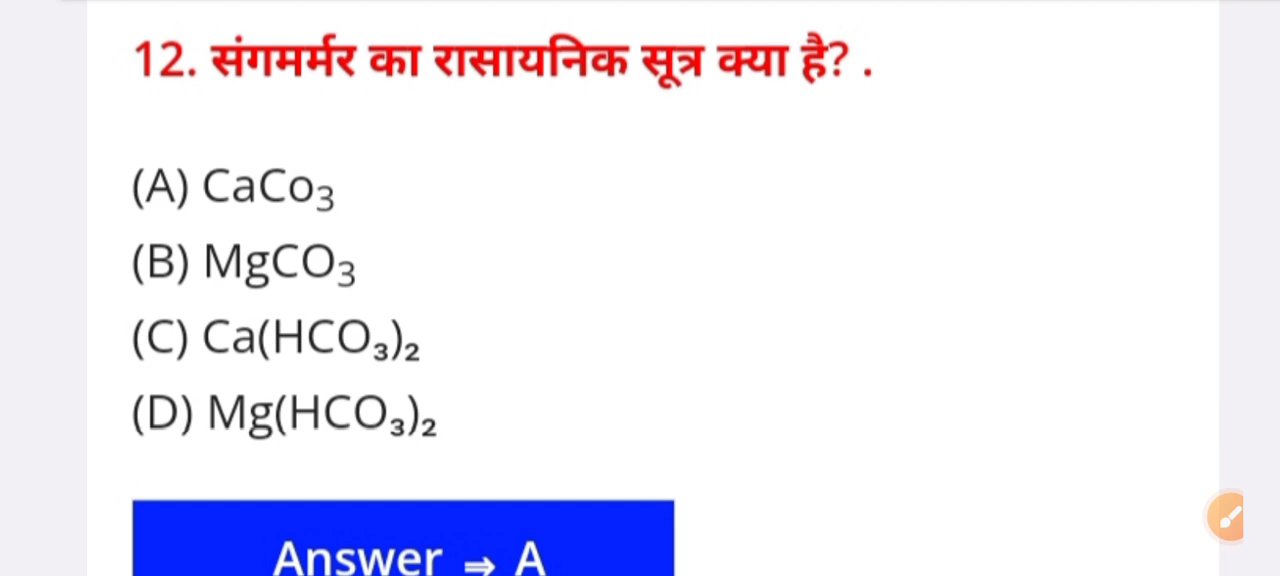 12. संगमर्मर का रासायनिक सूत्र क्या है? .
(A) CaCo₃
(B) MgCO₃
(C) Ca(HCO₃)₂
(D) Mg(HCO₃)₂
Answer ⇒ A